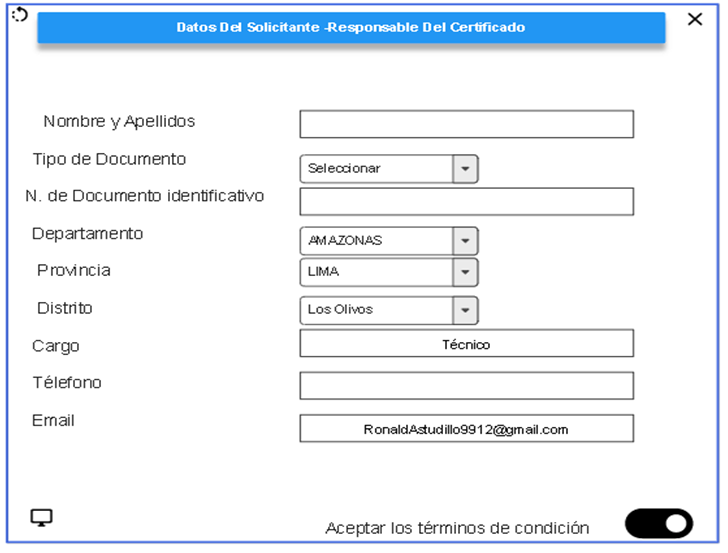 Datos Del Solicitante -Responsable Del Certificado
Nombre y Apellidos
Tipo de Documento Seleccionar
N. de Documento identificativo
Departamento AMAZONAS
Provincia LIMA
Distrito Los Olivos
Cargo Técnico
Télefono
Email RonaldAstudillo9912@gmail.com
Aceptar los términos de condición